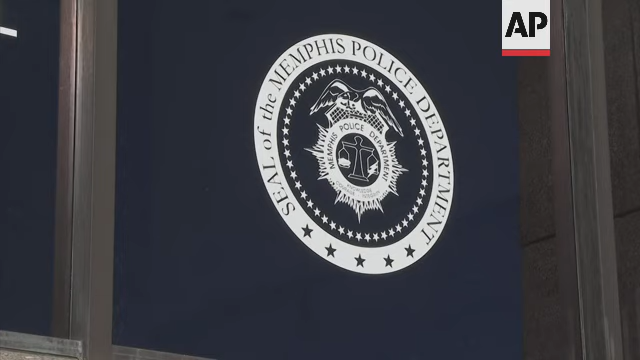 AP
SEAL of the MEMPHIS POLICE DEPARTMENT
MEMPHIS POLICE DEPARTMENT